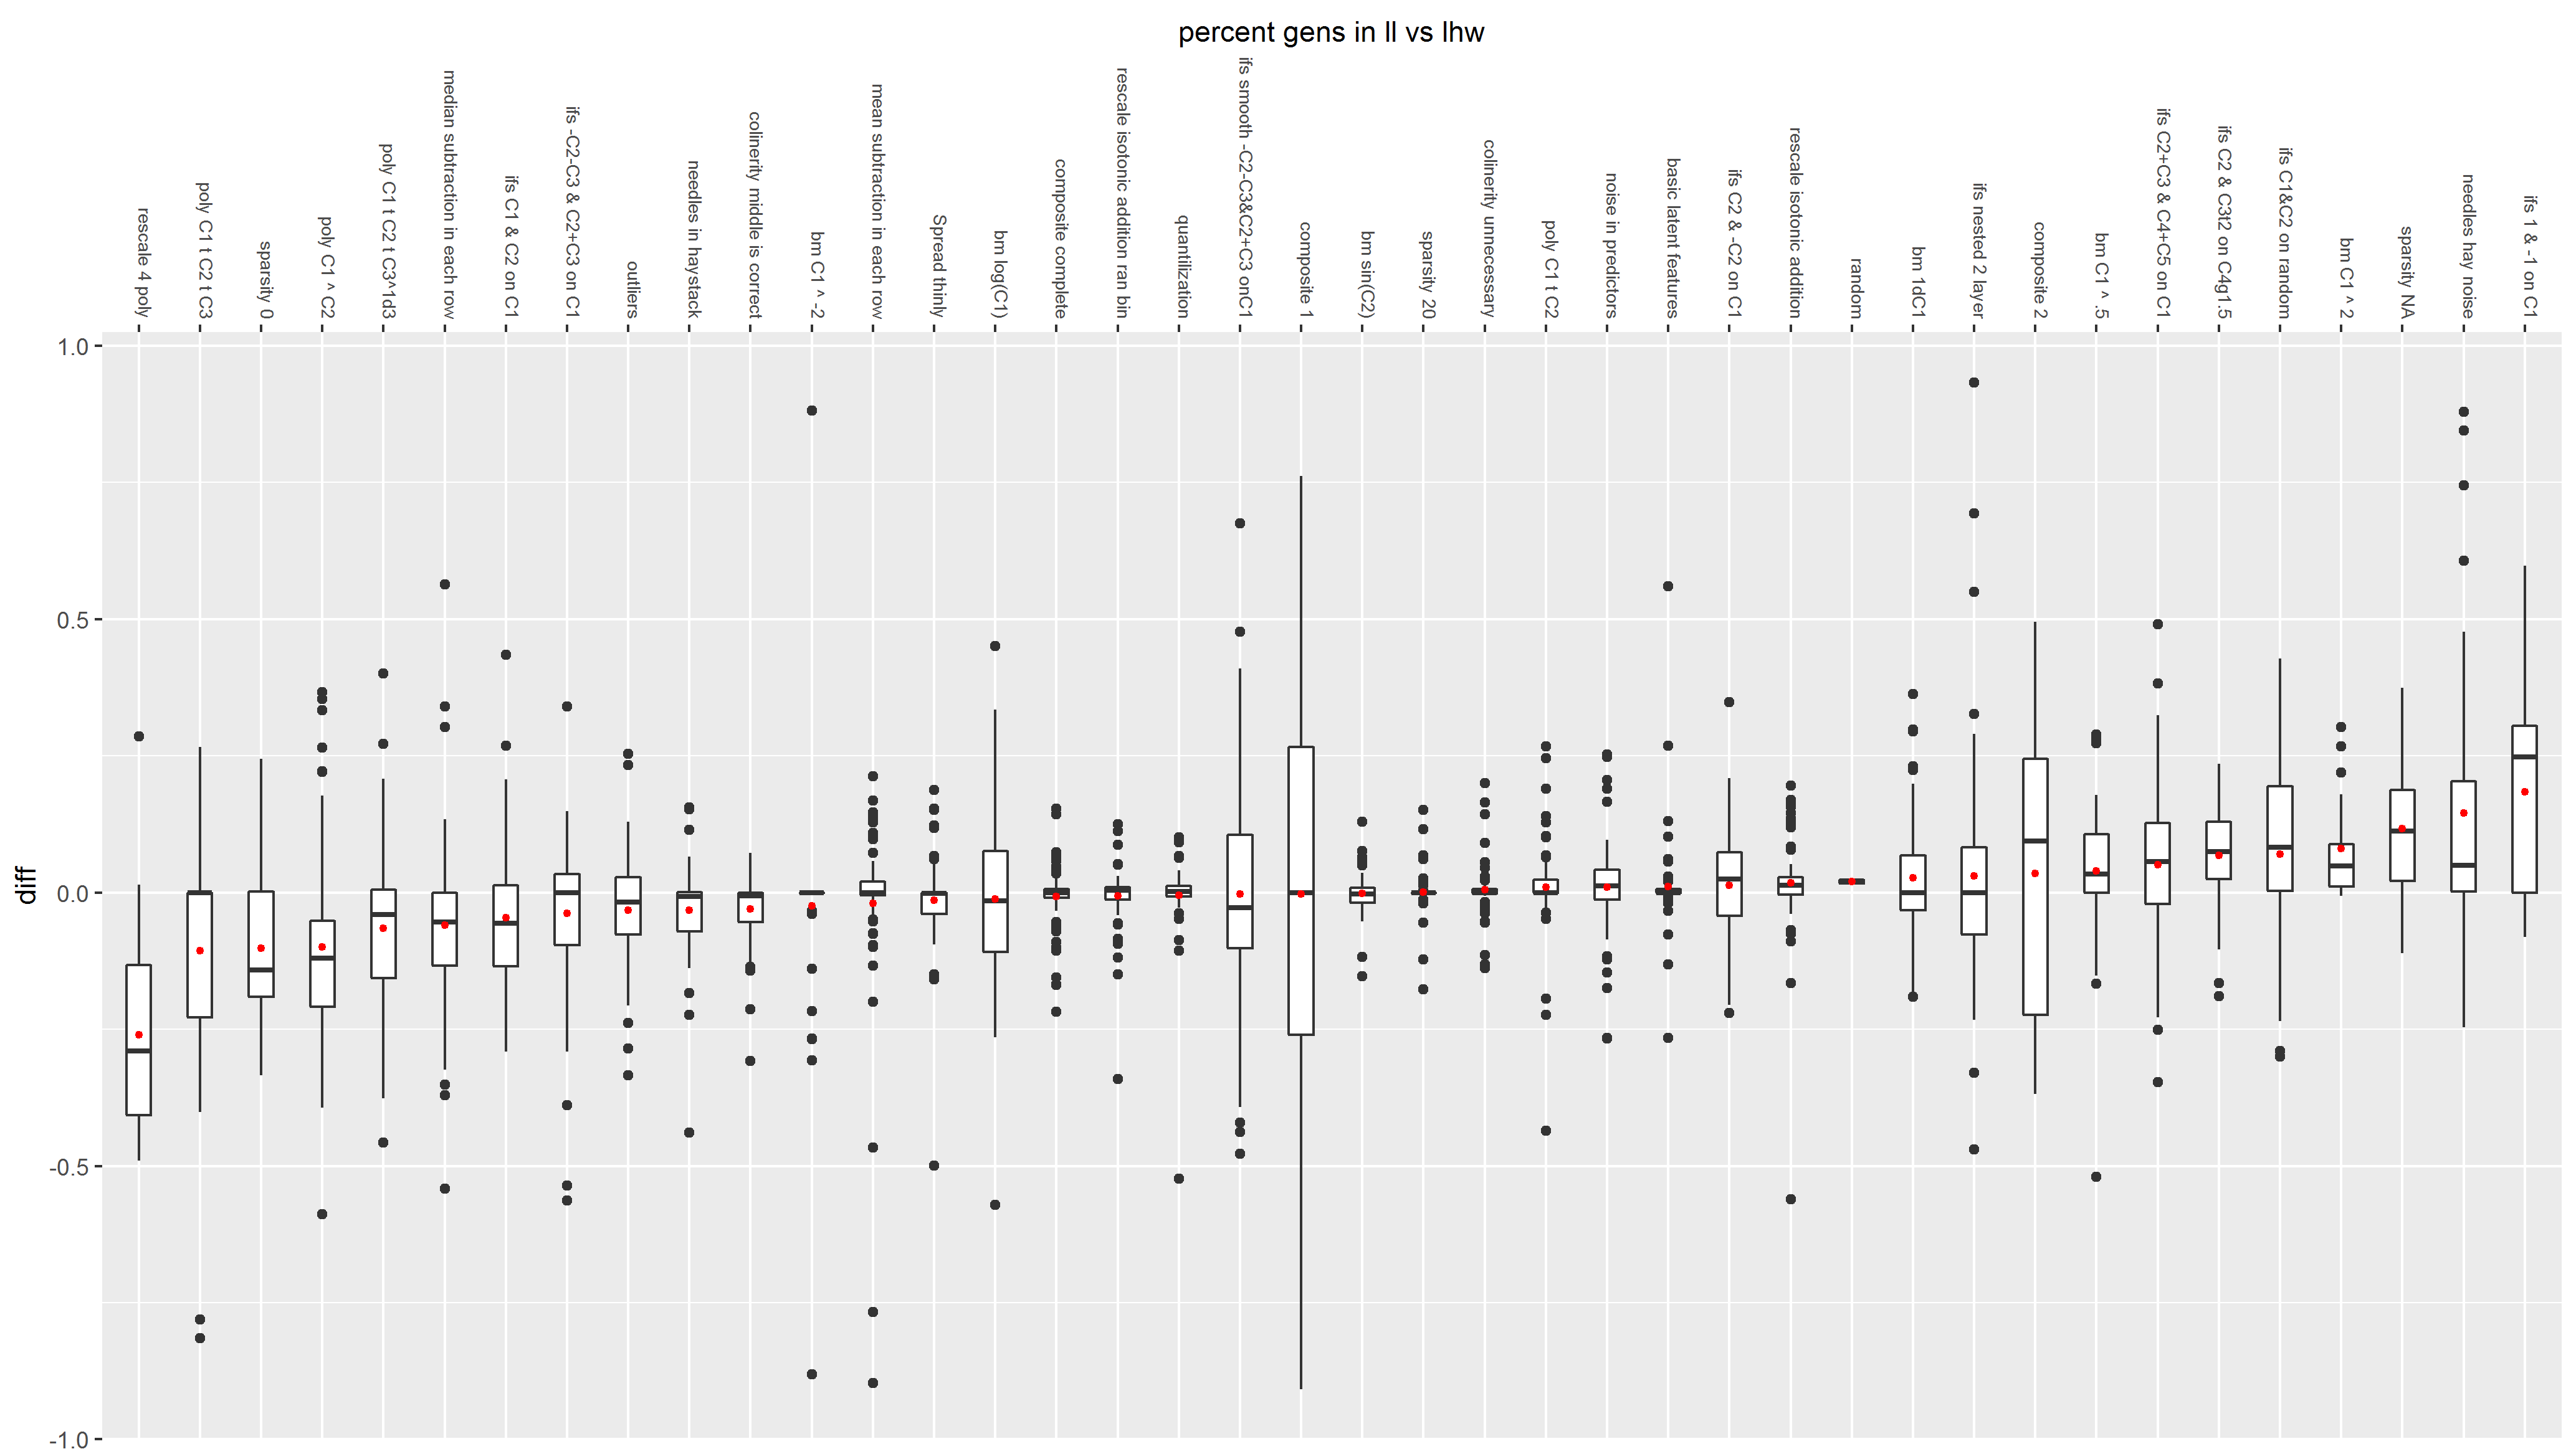 percent gens in ll vs lhw
rescale 4 poly
poly C1 t C2 t C3
sparsity 0
poly C1 ^ C2
poly C1 t C2 t C3^1d3
median subtraction in each row
ifs C1 & C2 on C1
ifs -C2-C3 & C2+C3 on C1
outliers
needles in haystack
colinerity middle is correct
bm C1 ^ -2
mean subtraction in each row
Spread thinly
bm log(C1)
composite complete
rescale isotonic addition ran bin
quantilization
ifs smooth -C2-C3&C2+C3 onC1
composite 1
bm sin(C2)
sparsity 20
colinerity unnecessary
poly C1 t C2
noise in predictors
basic latent features
ifs C2 & -C2 on C1
rescale isotonic addition
random
bm 1dC1
ifs nested 2 layer
composite 2
bm C1 ^ .5
ifs C2+C3 & C4+C5 on C1
ifs C2 & C3t2 on C4g1.5
ifs C1&C2 on random
bm C1 ^ 2
sparsity NA
needles hay noise
ifs 1 & -1 on C1
1.0
0.5
0.0
-0.5
-1.0
diff